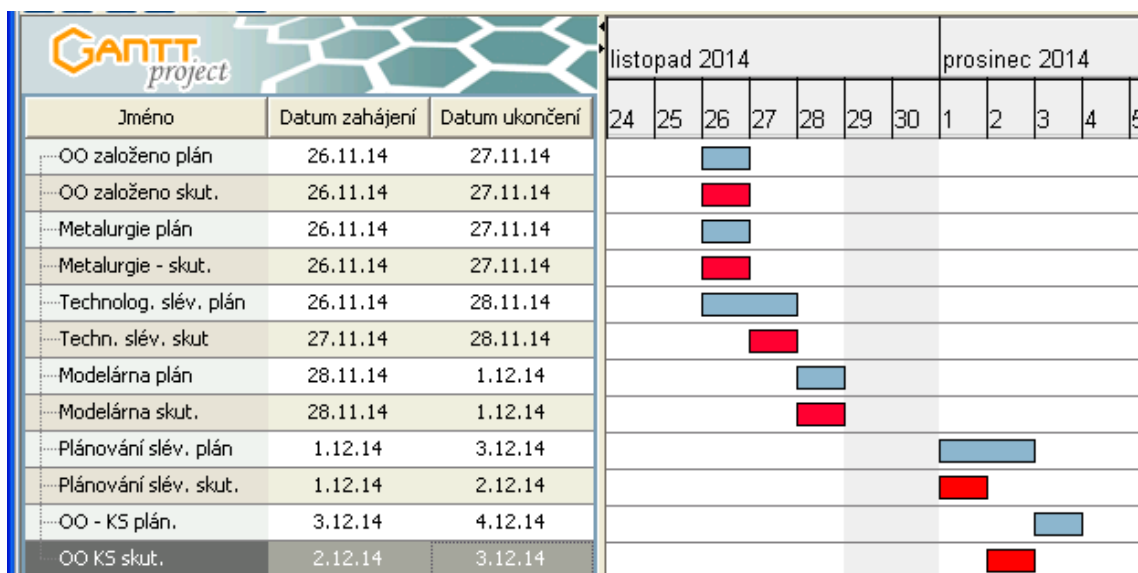 GANTT
project
listopad 2014 prosinec 2014
Jméno Datum zahájení Datum ukončení 24 25 26 27 28 29 30 1 2 3 4
OO založeno plán 26.11.14 27.11.14
OO založeno skut. 26.11.14 27.11.14
Metalurgie plán 26.11.14 27.11.14
Metalurgie - skut. 26.11.14 27.11.14
Technolog. slév. plán 26.11.14 28.11.14
Techn. slév. skut 27.11.14 28.11.14
Modelárna plán 28.11.14 1.12.14
Modelárna skut. 28.11.14 1.12.14
Plánování slév. plán 1.12.14 3.12.14
Plánování slév. skut. 1.12.14 2.12.14
OO - KS plán. 3.12.14 4.12.14
OO KS skut. 2.12.14 3.12.14